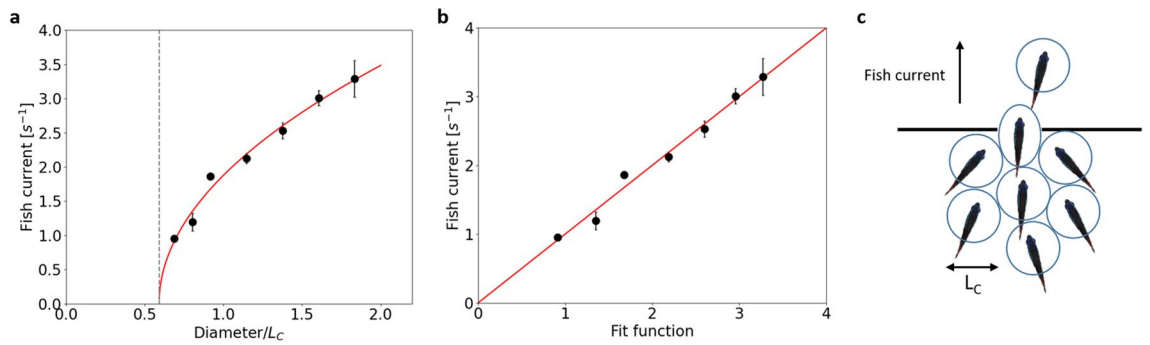 a
Fish current [s⁻¹]
4.0
3.5
3.0
2.5
2.0
1.5
1.0
0.5
0.0
0.0 0.5 1.0 1.5 2.0
Diameter/L_C
b
Fish current [s⁻¹]
4
3
2
1
0
0 1 2 3 4
Fit function
c
Fish current
L_C